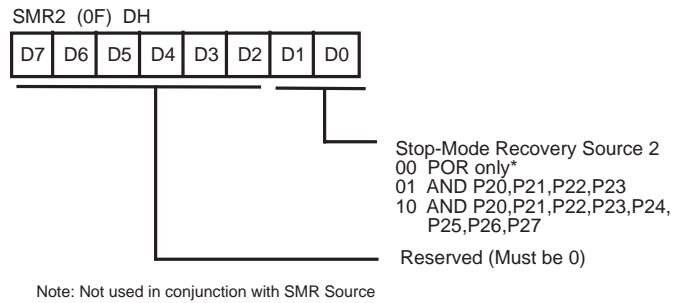 SMR2 (0F) DH
D7 D6 D5 D4 D3 D2 D1 D0
Stop-Mode Recovery Source 2
00 POR only*
01 AND P20,P21,P22,P23
10 AND P20,P21,P22,P23,P24,
P25,P26,P27
Reserved (Must be 0)
Note: Not used in conjunction with SMR Source